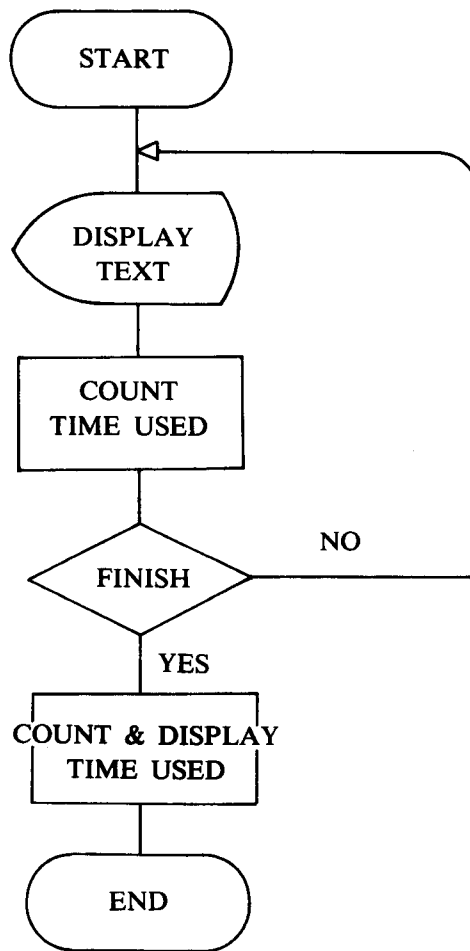 START
DISPLAY
TEXT
COUNT
TIME USED
FINISH
NO
YES
COUNT & DISPLAY
TIME USED
END